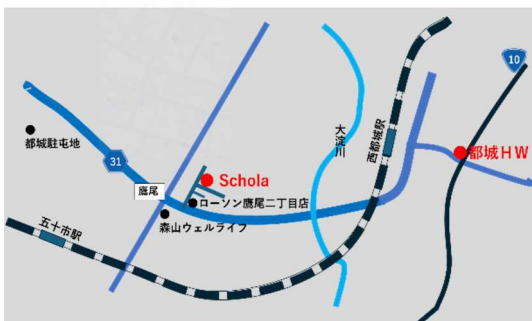 10
大淀川
西都城駅
都城HW
都城駐屯地
31
Schola
鷹尾
ローソン鷹尾二丁目店
森山ウェルライフ
五十市駅